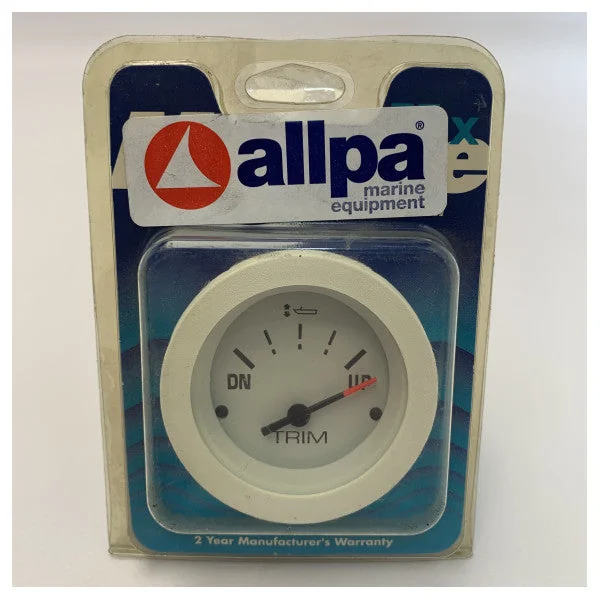 allpa®
marine
equipment
DN UP
TRIM
2 Year Manufacturer's Warranty